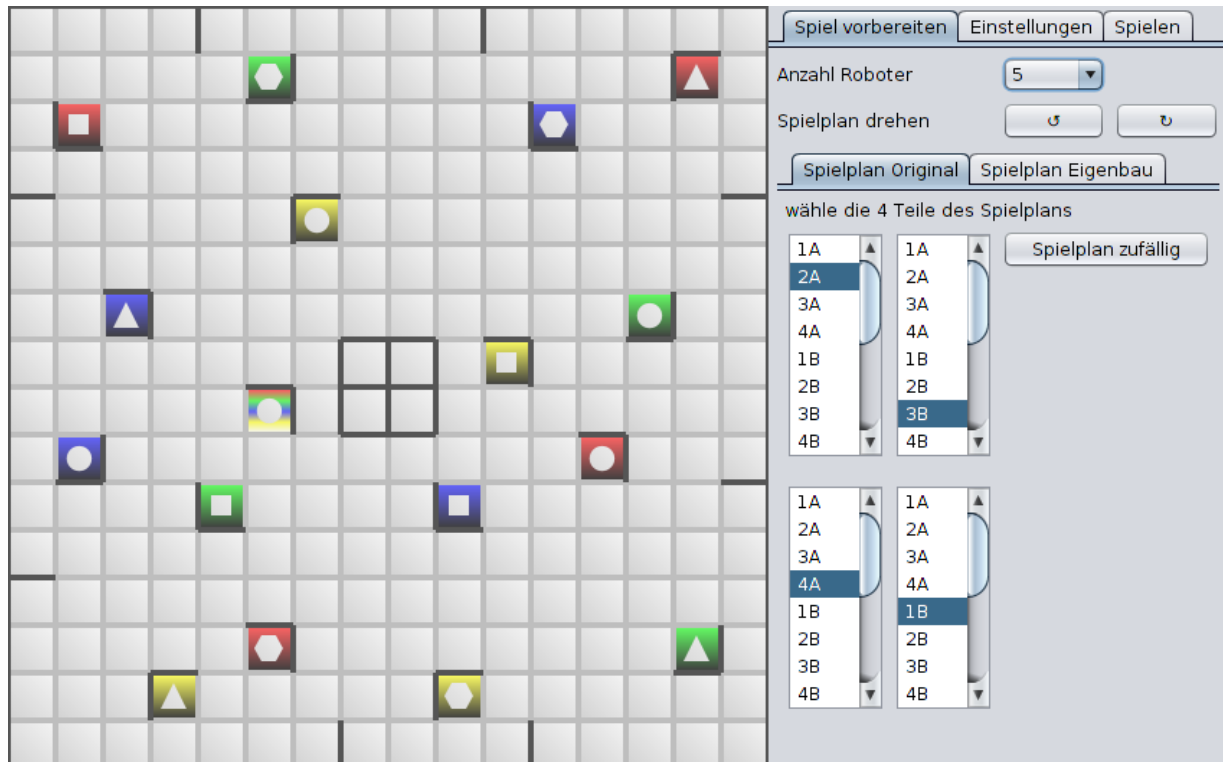 Spiel vorbereiten Einstellungen Spielen
Anzahl Roboter 5
Spielplan drehen ↺ ↻
Spielplan Original Spielplan Eigenbau
wähle die 4 Teile des Spielplans
1A 1A Spielplan zufällig
2A 2A
3A 3A
4A 4A
1B 1B
2B 2B
3B 3B
4B 4B
1A 1A
2A 2A
3A 3A
4A 4A
1B 1B
2B 2B
3B 3B
4B 4B